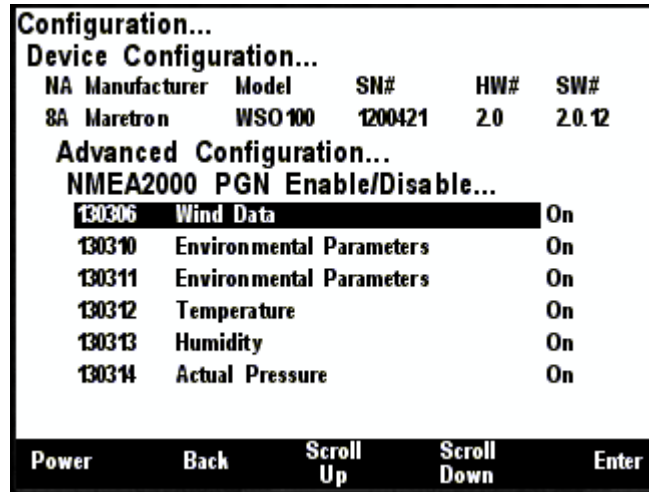 Configuration...
Device Configuration...
NA Manufacturer Model SN# HW# SW#
8A Maretron WSO100 1200421 2.0 2.0.12
Advanced Configuration...
NMEA2000 PGN Enable/Disable...
130306 Wind Data On
130310 Environmental Parameters On
130311 Environmental Parameters On
130312 Temperature On
130313 Humidity On
130314 Actual Pressure On
Power Back Scroll Up Scroll Down Enter